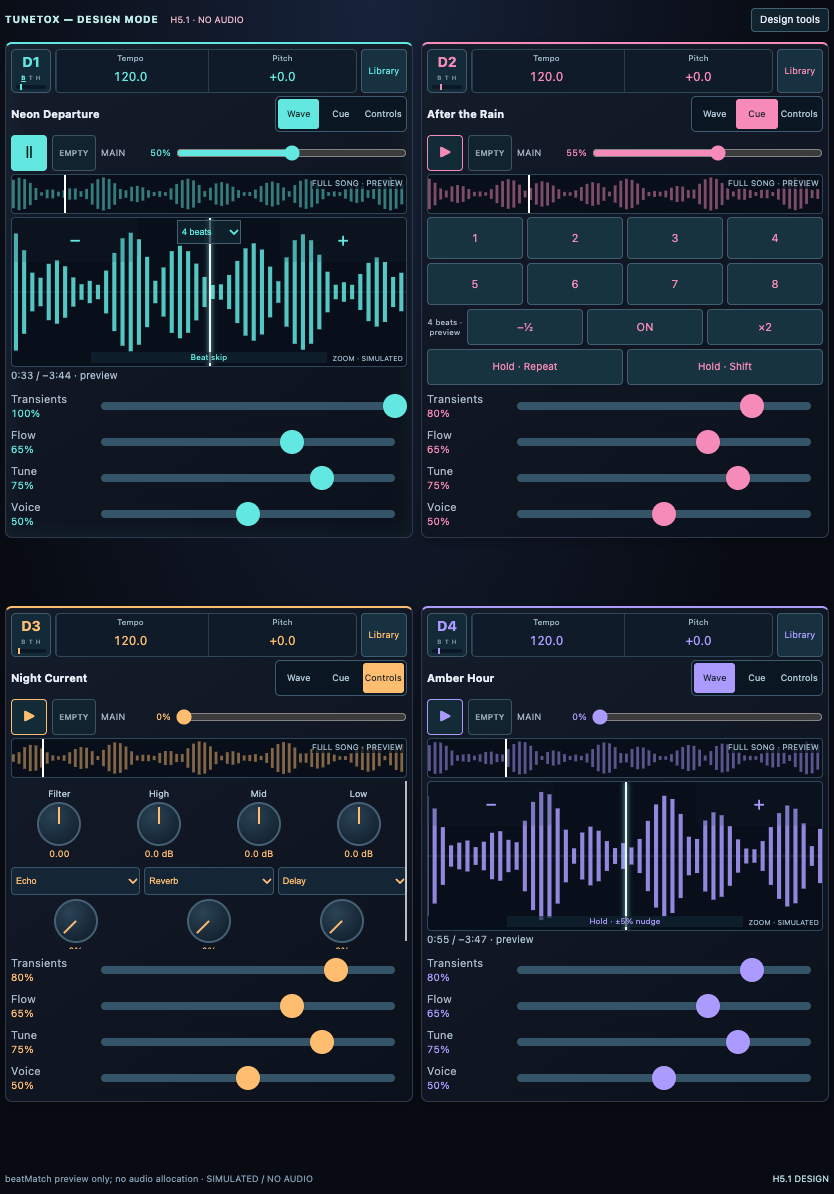 TUNETOX — DESIGN MODE H5.1 · NO AUDIO Design tools
D1 B T H Tempo 120.0 Pitch +0.0 Library
Neon Departure Wave Cue Controls
EMPTY MAIN 50%
FULL SONG · PREVIEW
− 4 beats +
Beat skip ZOOM · SIMULATED
0:33 / −3:44 · preview
Transients
100%
Flow
65%
Tune
75%
Voice
50%
D2 B T H Tempo 120.0 Pitch +0.0 Library
After the Rain Wave Cue Controls
EMPTY MAIN 55%
FULL SONG · PREVIEW
1 2 3 4
5 6 7 8
4 beats · preview −½ ON ×2
Hold · Repeat Hold · Shift
Transients
80%
Flow
65%
Tune
75%
Voice
50%
D3 B T H Tempo 120.0 Pitch +0.0 Library
Night Current Wave Cue Controls
EMPTY MAIN 0%
FULL SONG · PREVIEW
Filter High Mid Low
0.00 0.0 dB 0.0 dB 0.0 dB
Echo Reverb Delay
Transients
80%
Flow
65%
Tune
75%
Voice
50%
D4 B T H Tempo 120.0 Pitch +0.0 Library
Amber Hour Wave Cue Controls
EMPTY MAIN 0%
FULL SONG · PREVIEW
− +
Hold · ±5% nudge ZOOM · SIMULATED
0:55 / −3:47 · preview
Transients
80%
Flow
65%
Tune
75%
Voice
50%
beatMatch preview only; no audio allocation · SIMULATED / NO AUDIO H5.1 DESIGN